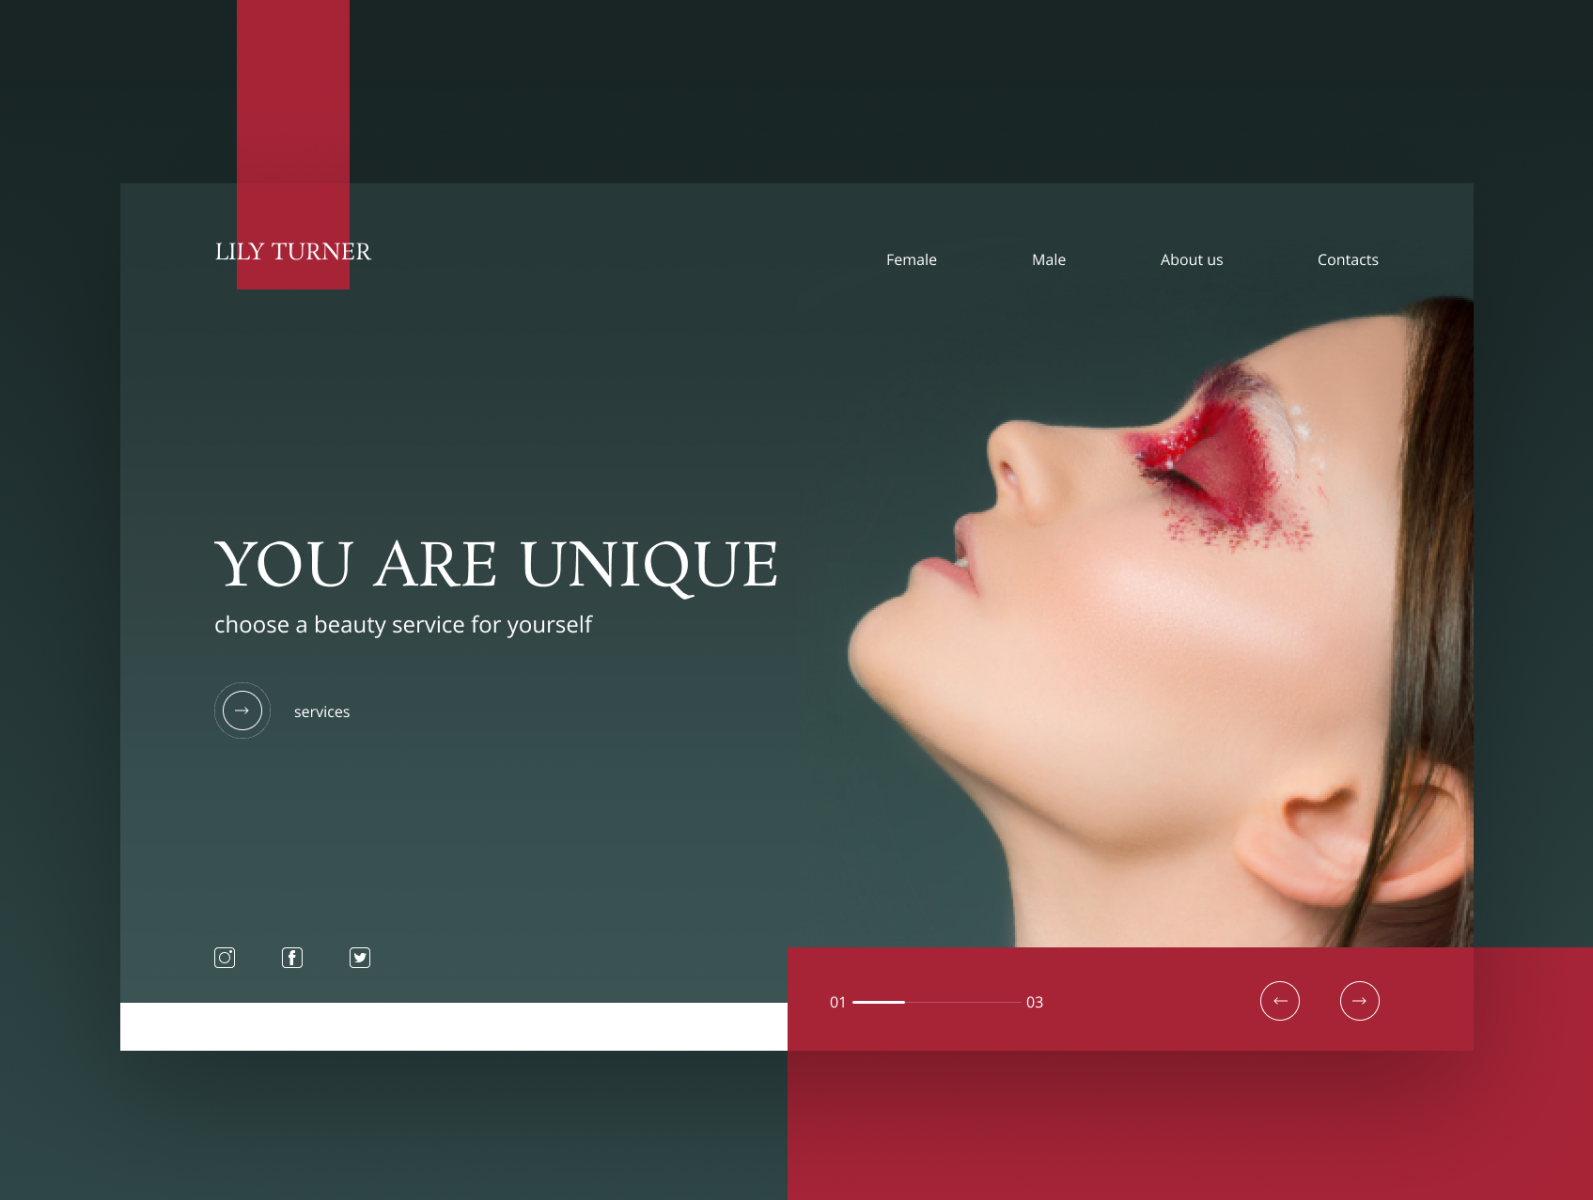 LILY TURNER
Female Male About us Contacts
YOU ARE UNIQUE
choose a beauty service for yourself
services
01 03